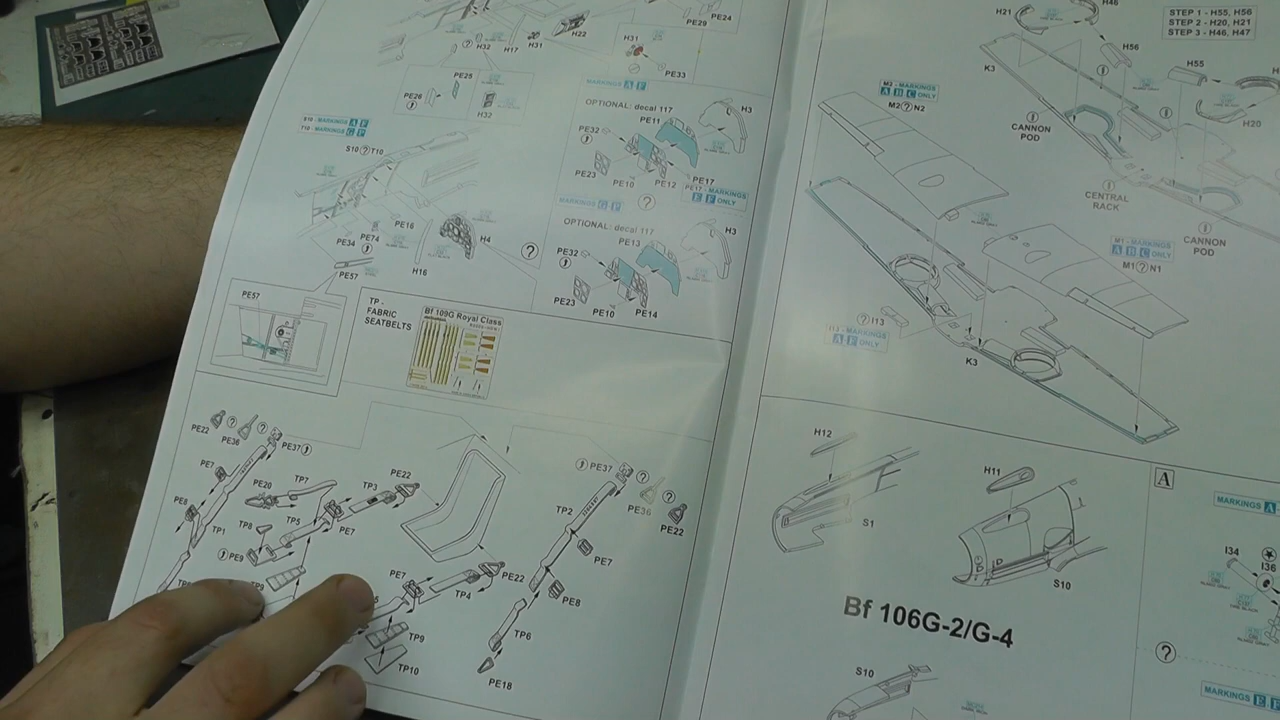 H22
PE29
PE24
H32
H17
H31
H31
PE33
PE25
PE26
H32
MARKINGS A F
OPTIONAL: decal 117
H3
PE11
PE32
PE23
PE10
PE12
PE17
PE17 - MARKINGS
E F ONLY
S10 - MARKINGS A F
T10 - MARKINGS G P
S10 ? T10
PE16
PE74
PE34
H4
H16
PE57
?
MARKINGS G P
?
OPTIONAL: decal 117
H3
PE13
PE32
PE23
PE10
PE14
PE57
TP -
FABRIC
SEATBELTS
Bf 109G Royal Class
PE22
?
PE36
?
PE37
PE7
PE8
TP1
PE20
TP7
TP3
PE22
TP8
TP5
PE7
PE9
PE7
PE22
TP4
TP9
TP10
PE37
?
PE36
?
PE22
TP2
PE7
PE8
TP6
PE18
H21
H46
STEP 1 - H55, H56
STEP 2 - H20, H21
STEP 3 - H46, H47
K3
H56
H55
H20
M2 - MARKINGS
A B C ONLY
M2 ? N2
CANNON
POD
CENTRAL
RACK
CANNON
POD
M1 - MARKINGS
A B C ONLY
M1 ? N1
? I13
I13 - MARKINGS
A F ONLY
K3
H12
S1
H11
P
S10
A
MARKINGS A
I34
I36
Bf 106G-2/G-4
S10
?
MARKINGS E F